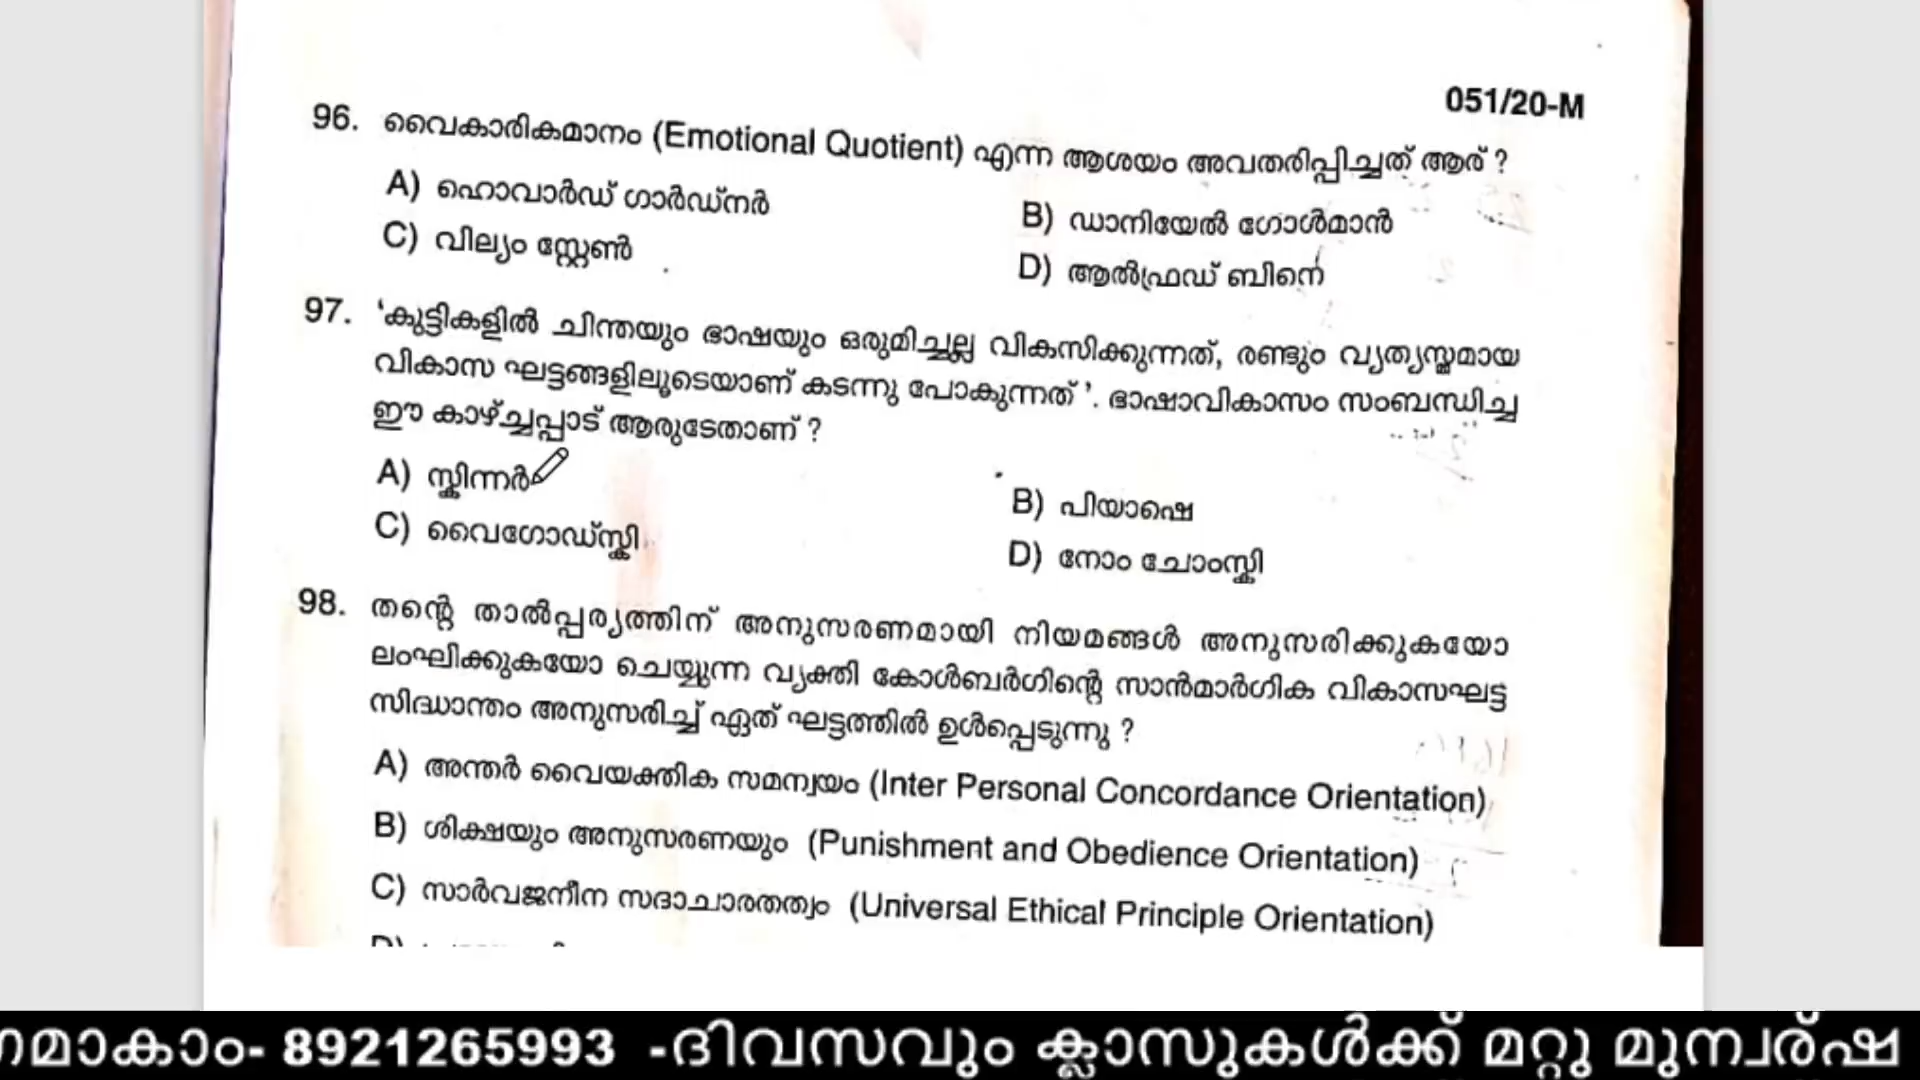 051/20-M
96. വൈകാരികമാനം (Emotional Quotient) എന്ന ആശയം അവതരിപ്പിച്ചത് ആര് ?
A) ഹൊവാർഡ് ഗാർഡ്നർ
B) ഡാനിയേൽ ഗോൾമാൻ
C) വില്യം സ്റ്റേൺ
D) ആൽഫ്രഡ് ബിനെ
97. 'കുട്ടികളിൽ ചിന്തയും ഭാഷയും ഒരുമിച്ചല്ല വികസിക്കുന്നത്, രണ്ടും വ്യത്യസ്തമായ
വികാസ ഘട്ടങ്ങളിലൂടെയാണ് കടന്നു പോകുന്നത് '. ഭാഷാവികാസം സംബന്ധിച്ച
ഈ കാഴ്ച്ചപ്പാട് ആരുടേതാണ് ?
A) സ്കിന്നർ
B) പിയാഷെ
C) വൈഗോഡ്സ്കി
D) നോം ചോംസ്കി
98. തന്റെ താൽപ്പര്യത്തിന് അനുസരണമായി നിയമങ്ങൾ അനുസരിക്കുകയോ
ലംഘിക്കുകയോ ചെയ്യുന്ന വ്യക്തി കോൾബർഗിന്റെ സാൻമാർഗിക വികാസഘട്ട
സിദ്ധാന്തം അനുസരിച്ച് ഏത് ഘട്ടത്തിൽ ഉൾപ്പെടുന്നു ?
A) അന്തർ വൈയക്തിക സമന്വയം (Inter Personal Concordance Orientation)
B) ശിക്ഷയും അനുസരണയും (Punishment and Obedience Orientation)
C) സാർവജനീന സദാചാരതത്വം (Universal Ethical Principle Orientation)
8921265993 -ദിവസവും ക്ലാസുകൾക്ക് മറ്റു മുന്വര്ഷ